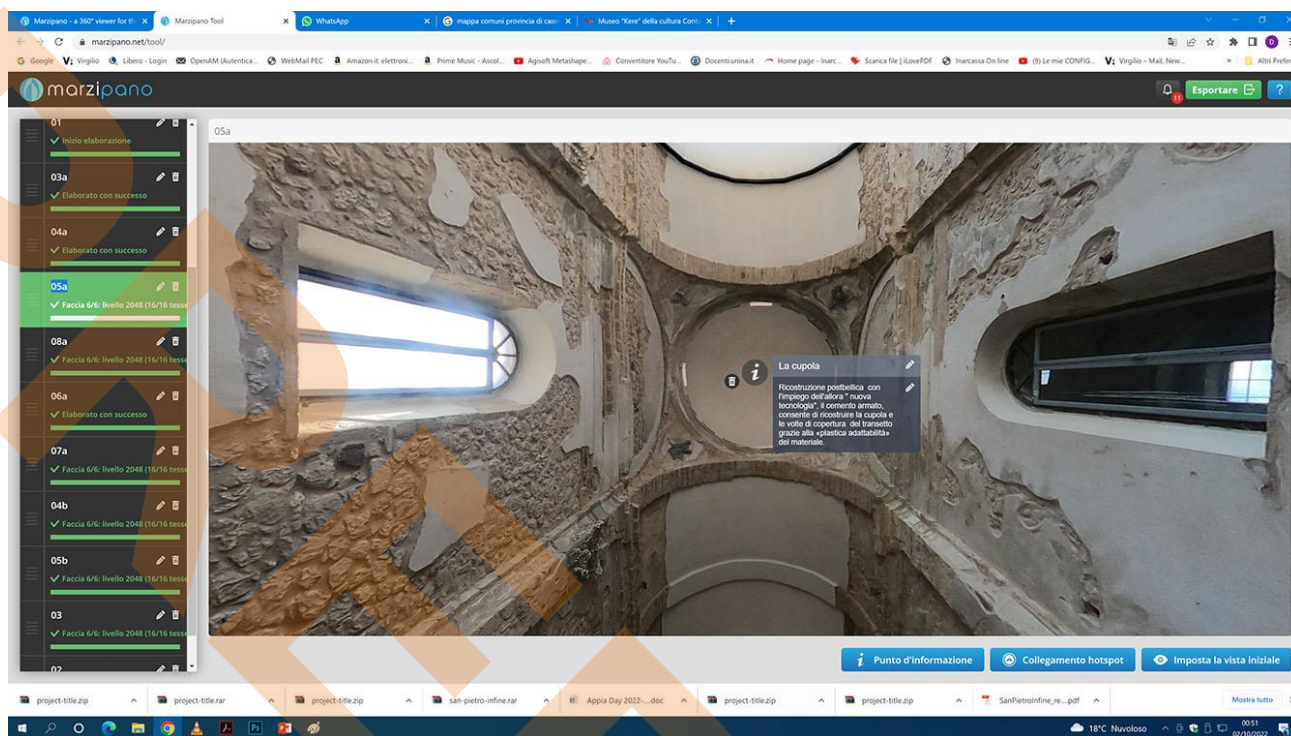 Marzipano - a 360° viewer for th
Marzipano Tool
WhatsApp
mappa comuni provincia di case
Museo "Kere" della cultura Conta
marzipano.net/tool/
Google
Virgilio
Libero - Login
OpenAM (Autentica...
WebMail PEC
Amazon.it: elettroni...
Prime Music - Ascol...
Agisoft Metashape...
Convertitore YouTu...
Docentiunina.it
Home page - Inarc...
Scarica file | iLovePDF
Inarcassa On line
(9) Le mie CONFIG...
Virgilio – Mail, New...
Altri Prefer
marzipano
11
Esportare
?
01
Inizio elaborazione
03a
Elaborato con successo
04a
Elaborato con successo
05a
Faccia 6/6: livello 2048 (16/16 tesse
08a
Faccia 6/6: livello 2048 (16/16 tesse
06a
Elaborato con successo
07a
Faccia 6/6: livello 2048 (16/16 tesse
04b
Faccia 6/6: livello 2048 (16/16 tesse
05b
Faccia 6/6: livello 2048 (16/16 tesse
03
Faccia 6/6: livello 2048 (16/16 tesse
02
05a
La cupola
Ricostruzione postbellica con
l'impiego dell'allora " nuova
tecnologia", il cemento armato,
consente di ricostruire la cupola e
le volte di copertura del transetto
grazie alla «plastica adattabilità»
del materiale.
Punto d'informazione
Collegamento hotspot
Imposta la vista iniziale
project-title.zip
project-title.rar
project-title.zip
san-pietro-infine.rar
Appia Day 2022-....doc
project-title.zip
project-title.zip
SanPietroInfine_re....pdf
Mostra tutto
18°C Nuvoloso
00:51
02/10/2022